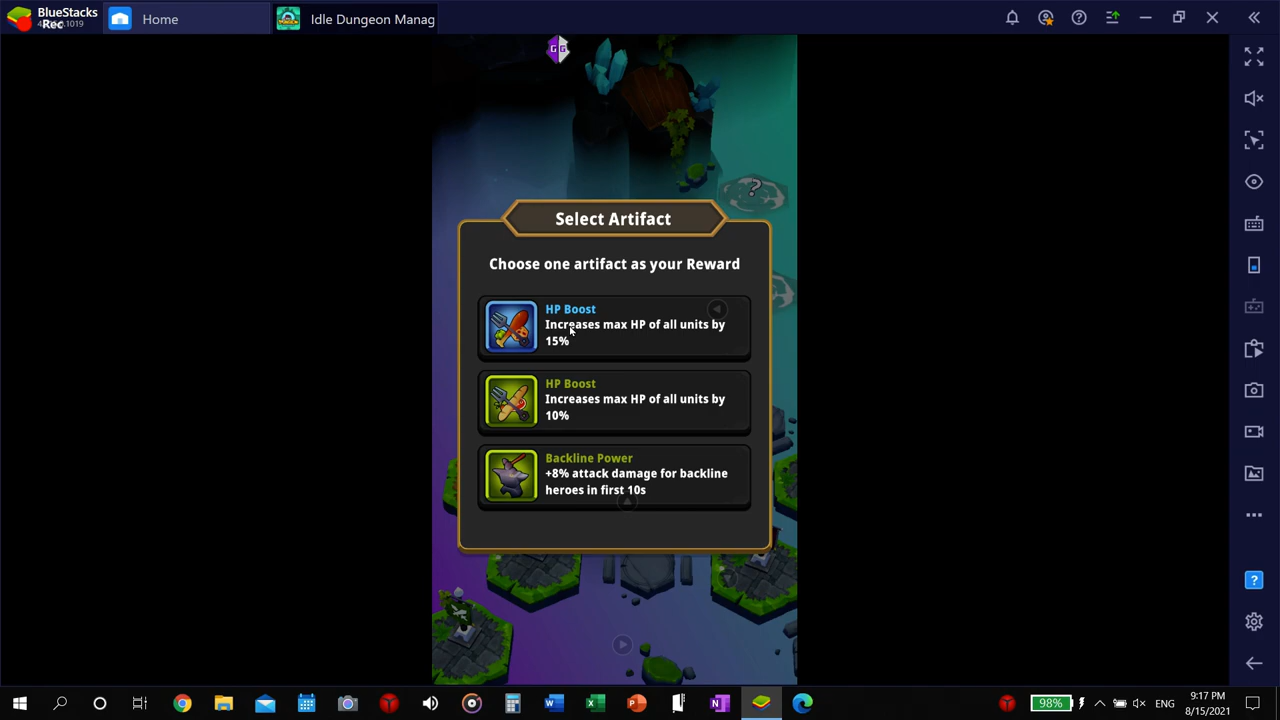 BlueStacks
Rec
Home
Idle Dungeon Manag
GG
?
Select Artifact
Choose one artifact as your Reward
HP Boost
Increases max HP of all units by
15%
HP Boost
Increases max HP of all units by
10%
Backline Power
+8% attack damage for backline
heroes in first 10s
98%
ENG
9:17 PM
8/15/2021